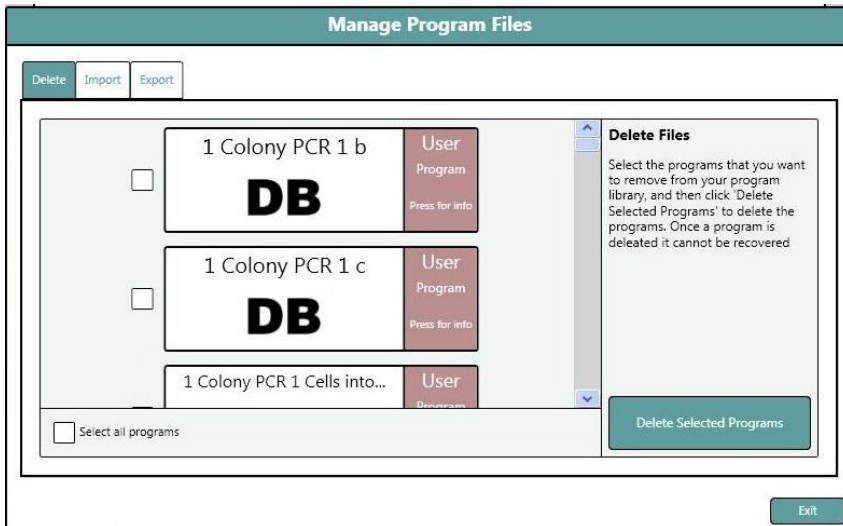 Manage Program Files
Delete
Import
Export
1 Colony PCR 1 b
DB
User
Program
Press for info
1 Colony PCR 1 c
DB
User
Program
Press for info
1 Colony PCR 1 Cells into...
User
Program
Select all programs
Delete Files
Select the programs that you want
to remove from your program
library, and then click 'Delete
Selected Programs' to delete the
programs. Once a program is
deleated it cannot be recovered
Delete Selected Programs
Exit